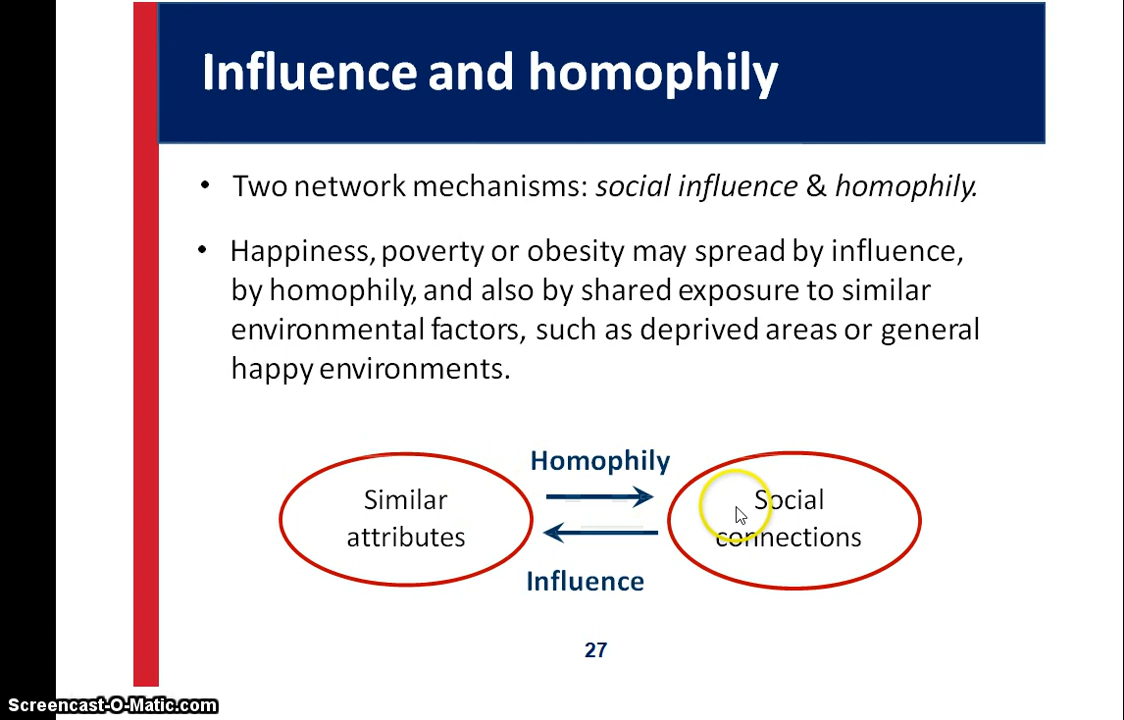 Influence and homophily
• Two network mechanisms: social influence & homophily.
• Happiness, poverty or obesity may spread by influence,
by homophily, and also by shared exposure to similar
environmental factors, such as deprived areas or general
happy environments.
Homophily
Similar
attributes
Social
connections
Influence
27
Screencast-O-Matic.com